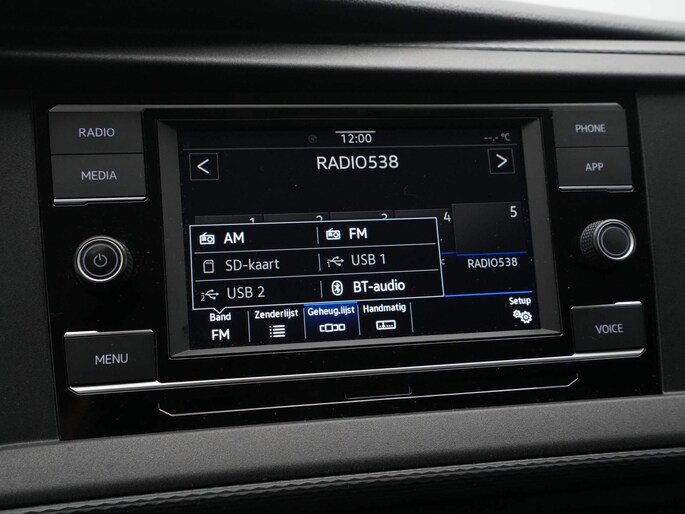 RADIO
MEDIA
MENU
12:00
--,- °C
RADIO538
1 2 3 4 5
AM FM
SD-kaart USB 1
USB 2 BT-audio
RADIO538
Band Zenderlijst Geheug.lijst Handmatig Setup
FM
PHONE
APP
VOICE